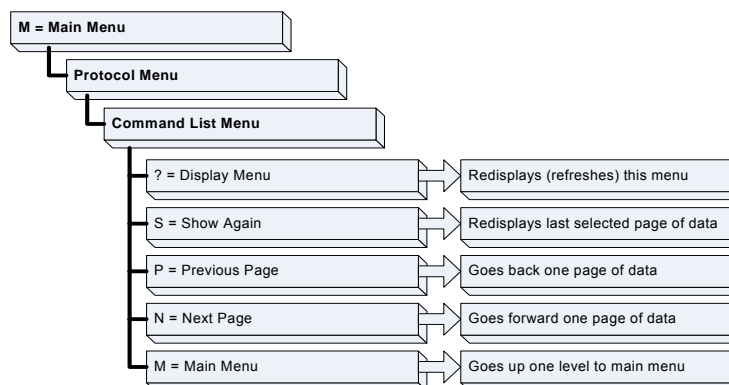 M = Main Menu
Protocol Menu
Command List Menu
? = Display Menu
Redisplays (refreshes) this menu
S = Show Again
Redisplays last selected page of data
P = Previous Page
Goes back one page of data
N = Next Page
Goes forward one page of data
M = Main Menu
Goes up one level to main menu